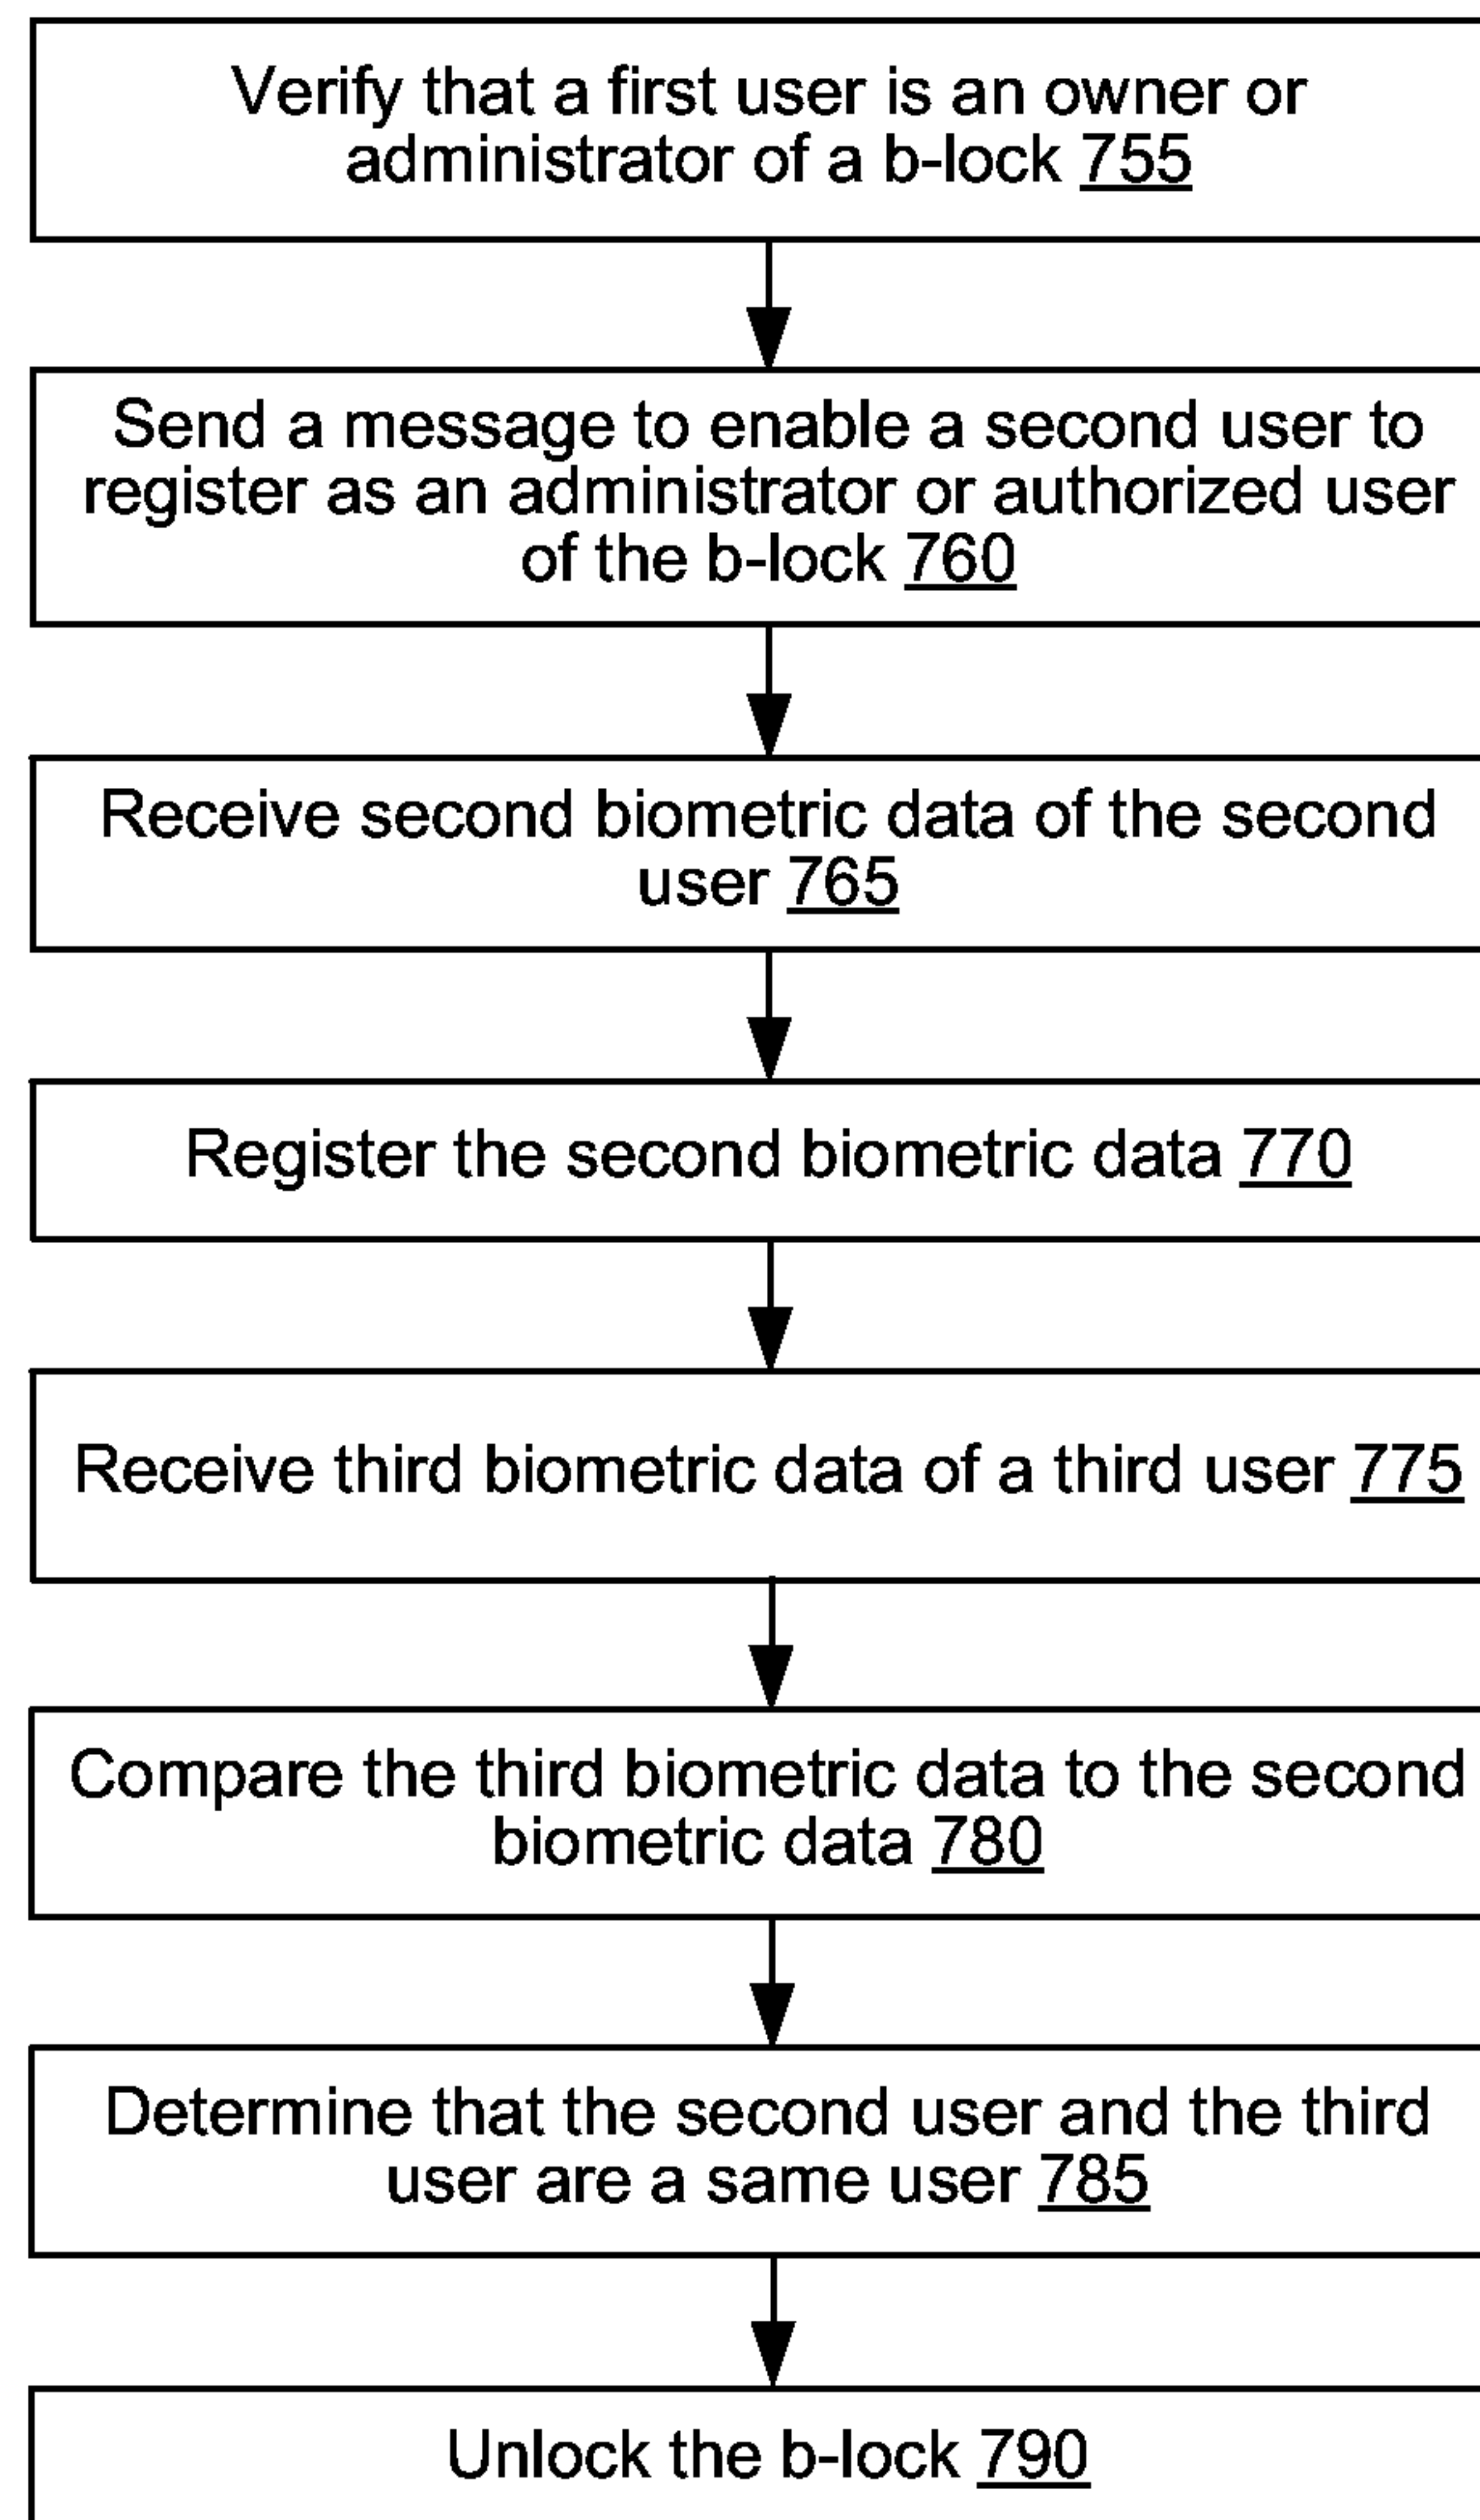 Verify that a first user is an owner or
administrator of a b-lock 755
Send a message to enable a second user to
register as an administrator or authorized user
of the b-lock 760
Receive second biometric data of the second
user 765
Register the second biometric data 770
Receive third biometric data of a third user 775
Compare the third biometric data to the second
biometric data 780
Determine that the second user and the third
user are a same user 785
Unlock the b-lock 790